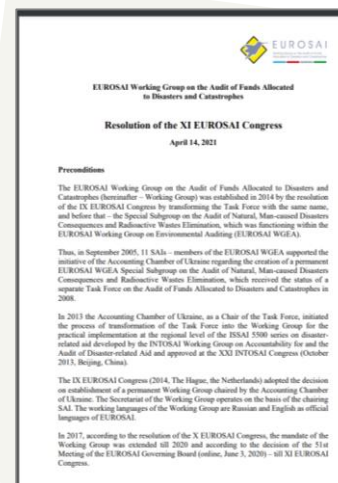 EUROSAI
EUROSAI Working Group on the Audit of Funds Allocated
to Disasters and Catastrophes
Resolution of the XI EUROSAI Congress
April 14, 2021
Preconditions
The EUROSAI Working Group on the Audit of Funds Allocated to Disasters and
Catastrophes (hereinafter – Working Group) was established in 2014 by the resolution
of the IX EUROSAI Congress by transforming the Task Force with the same name,
and before that – the Special Subgroup on the Audit of Natural, Man-caused Disasters
Consequences and Radioactive Wastes Elimination, which was functioning within the
EUROSAI Working Group on Environmental Auditing (EUROSAI WGEA).
Thus, in September 2005, 11 SAIs – members of the EUROSAI WGEA supported the
initiative of the Accounting Chamber of Ukraine regarding the creation of a permanent
EUROSAI WGEA Special Subgroup on the Audit of Natural, Man-caused Disasters
Consequences and Radioactive Wastes Elimination, which received the status of a
separate Task Force on the Audit of Funds Allocated to Disasters and Catastrophes in
2008.
In 2013 the Accounting Chamber of Ukraine, as a Chair of the Task Force, initiated
the process of transformation of the Task Force into the Working Group for the
practical implementation at the regional level of the ISSAI 5500 series on disaster-
related aid developed by the INTOSAI Working Group on Accountability for and the
Audit of Disaster-related Aid and approved at the XXI INTOSAI Congress (October
2013, Beijing, China).
The IX EUROSAI Congress (2014, The Hague, the Netherlands) adopted the decision
on establishment of a permanent Working Group chaired by the Accounting Chamber
of Ukraine. The Secretariat of the Working Group operates on the basis of the chairing
SAI. The working languages of the Working Group are Russian and English as official
languages of EUROSAI.
In 2017, according to the resolution of the X EUROSAI Congress, the mandate of the
Working Group was extended till 2020 and according to the decision of the 51st
Meeting of the EUROSAI Governing Board (online, June 3, 2020) – till XI EUROSAI
Congress.